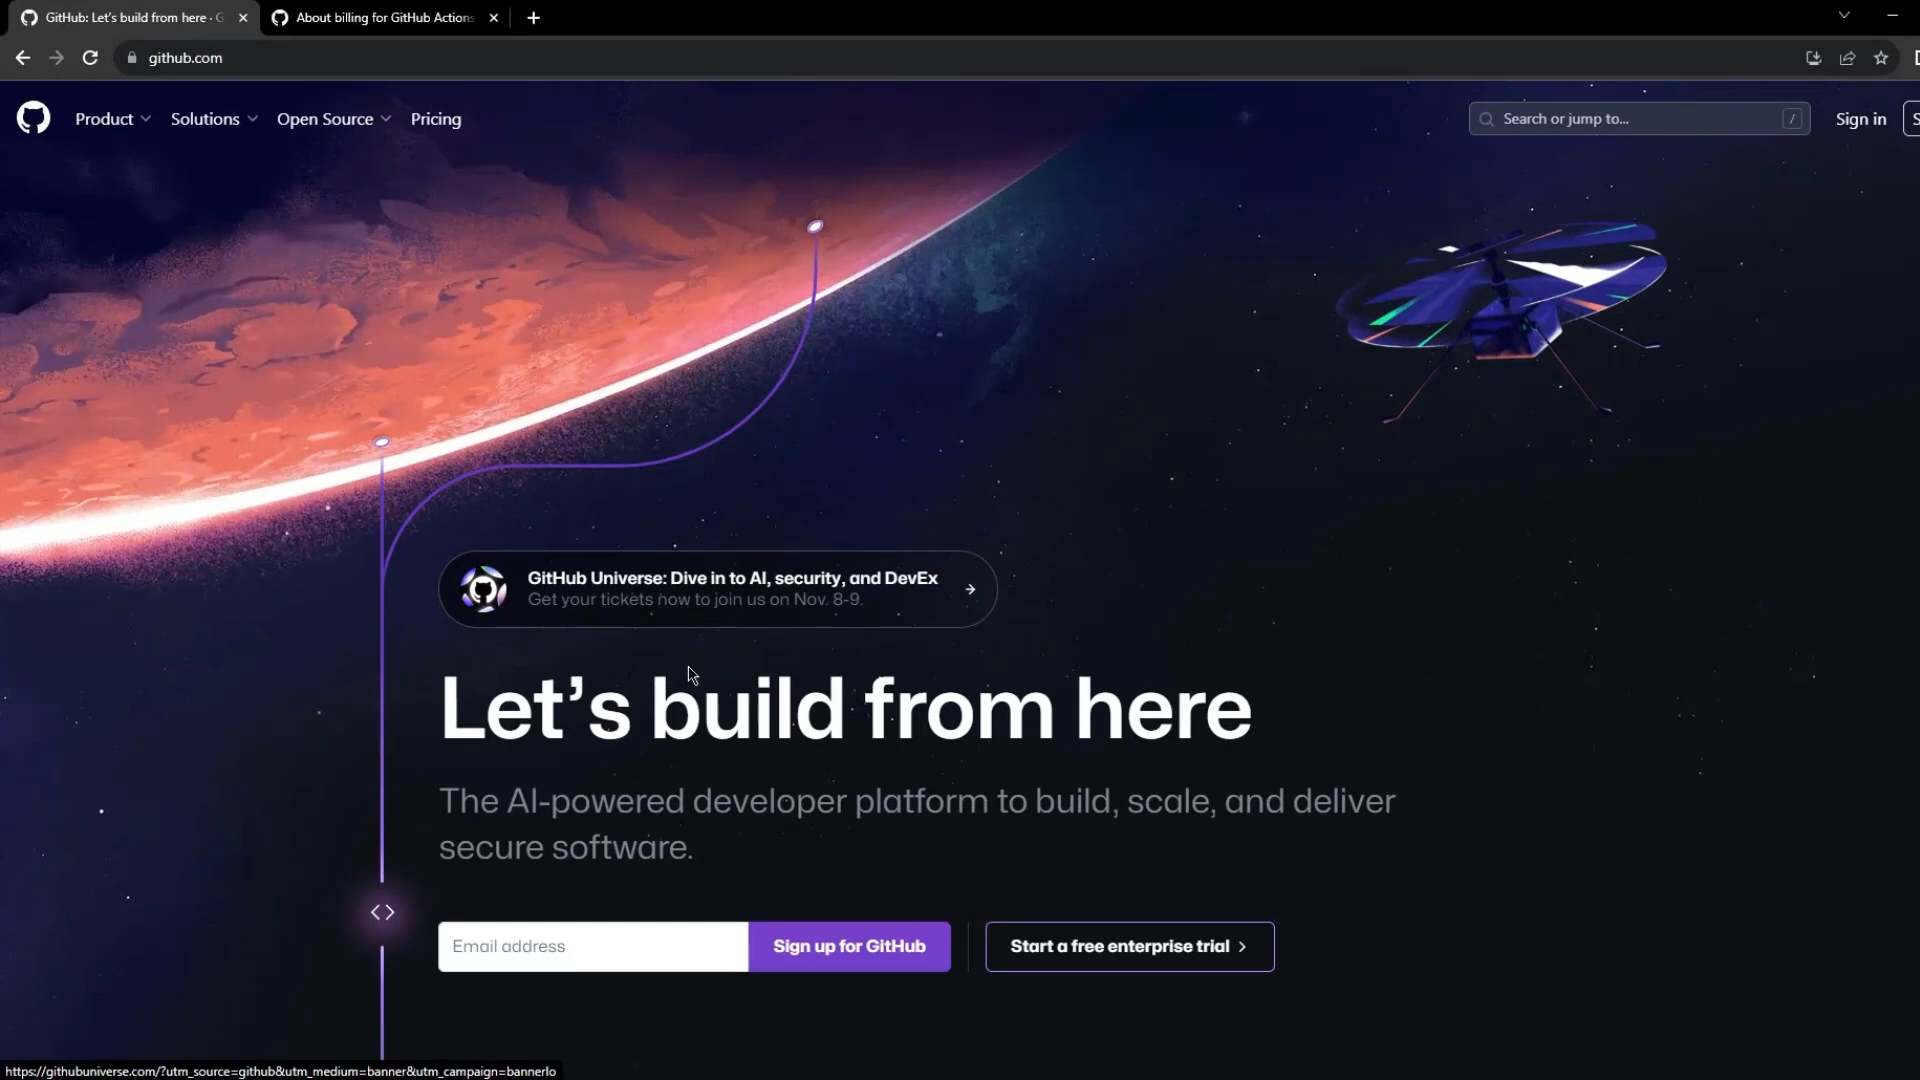 GitHub: Let's build from here · G
About billing for GitHub Actions
github.com
Product
Solutions
Open Source
Pricing
Search or jump to...
/
Sign in
S
GitHub Universe: Dive in to AI, security, and DevEx
Get your tickets now to join us on Nov. 8-9.
Let’s build from here
The AI-powered developer platform to build, scale, and deliver
secure software.
Email address
Sign up for GitHub
Start a free enterprise trial
https://githubuniverse.com/?utm_source=github&utm_medium=banner&utm_campaign=bannerlo